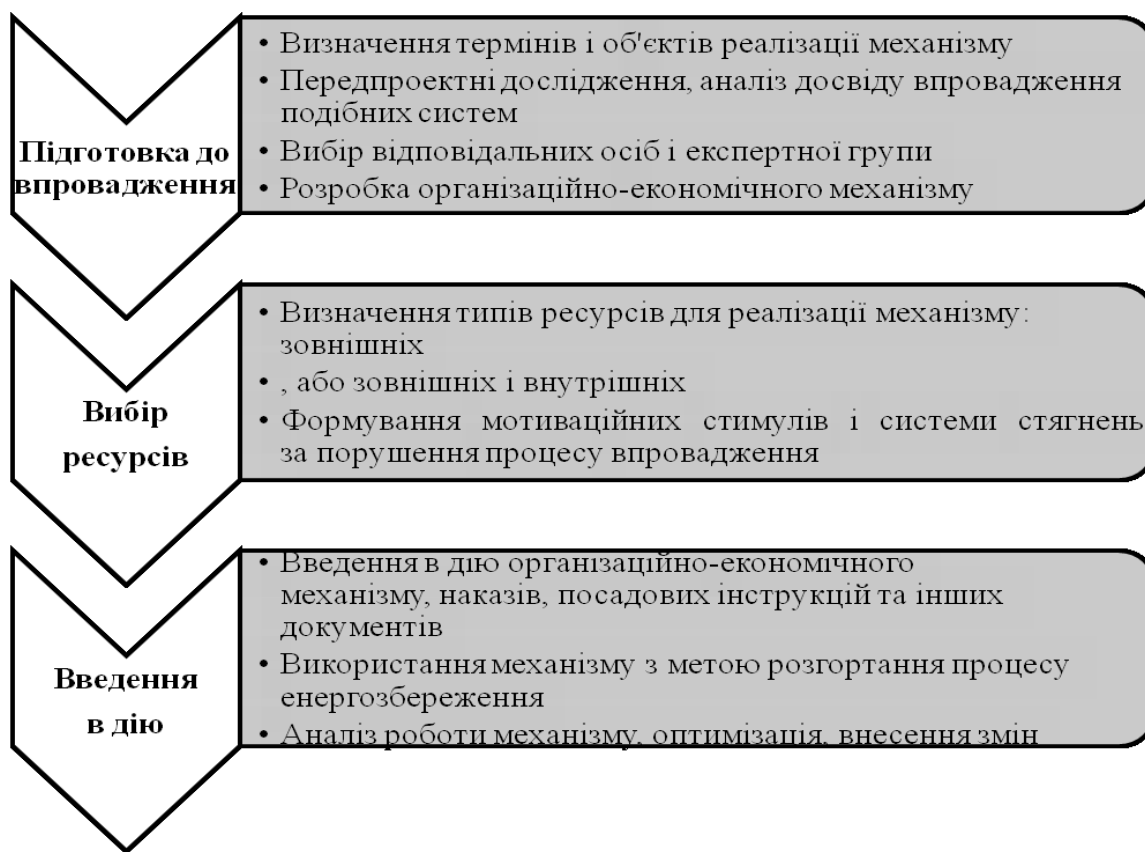 Підготовка до
впровадження
• Визначення термінів і об'єктів реалізації механізму
• Передпроектні дослідження, аналіз досвіду впровадження
подібних систем
• Вибір відповідальних осіб і експертної групи
• Розробка організаційно-економічного механізму
Вибір
ресурсів
• Визначення типів ресурсів для реалізації механізму:
зовнішніх
• , або зовнішніх і внутрішніх
• Формування мотиваційних стимулів і системи стягнень
за порушення процесу впровадження
Введення
в дію
• Введення в дію організаційно-економічного
механізму, наказів, посадових інструкцій та інших
документів
• Використання механізму з метою розгортання процесу
енергозбереження
• Аналіз роботи механізму, оптимізація, внесення змін